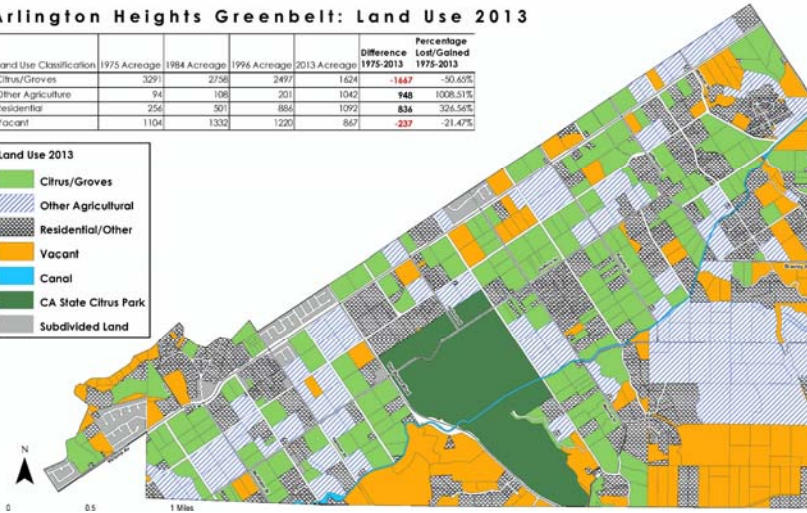 Arlington Heights Greenbelt: Land Use 2013
Land Use Classification 1975 Acreage 1984 Acreage 1996 Acreage 2013 Acreage Difference 1975-2013 Percentage Lost/Gained 1975-2013
Citrus/Groves 3291 2758 2497 1624 -1667 -50.65%
Other Agriculture 94 108 201 1042 948 1008.51%
Residential 256 501 886 1092 836 326.56%
Vacant 1104 1332 1220 867 -237 -21.47%
Land Use 2013
Citrus/Groves
Other Agricultural
Residential/Other
Vacant
Canal
CA State Citrus Park
Subdivided Land
N
0 0.5 1 Miles